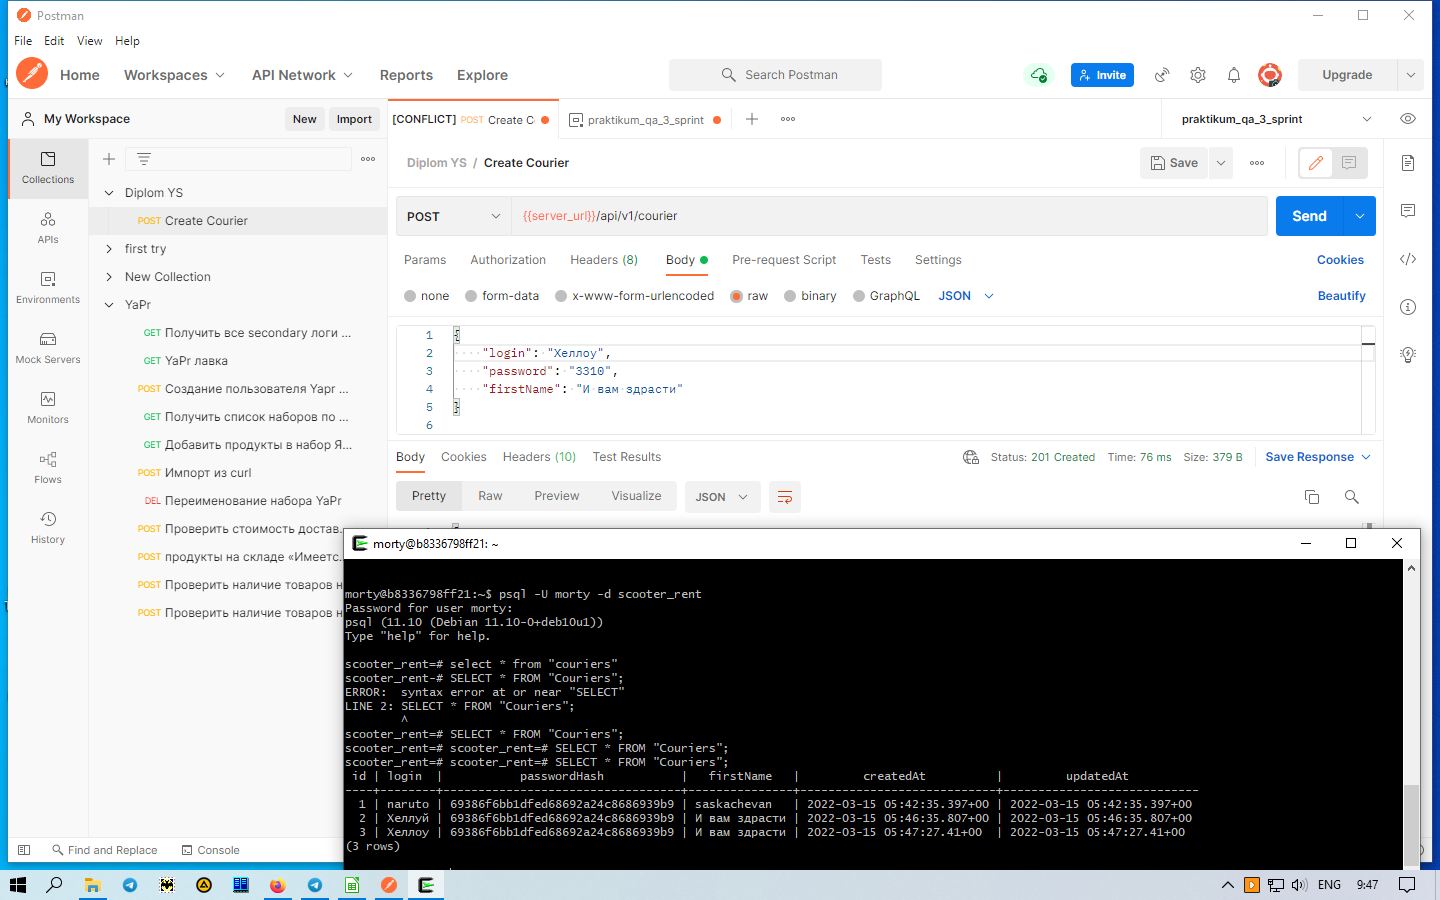 Postman
File Edit View Help
Home Workspaces API Network Reports Explore Search Postman Invite Upgrade
My Workspace New Import [CONFLICT] POST Create C praktikum_qa_3_sprint praktikum_qa_3_sprint
Collections
APIs
Environments
Mock Servers
Monitors
Flows
History
Diplom YS
POST Create Courier
first try
New Collection
YaPr
GET Получить все secondary логи ...
GET YaPr лавка
POST Создание пользователя Yapr ...
GET Получить список наборов по ...
GET Добавить продукты в набор Я...
POST Импорт из curl
DEL Переименование набора YaPr
POST Проверить стоимость достав.
POST продукты на складе «Имеетс.
POST Проверить наличие товаров н
POST Проверить наличие товаров н
Diplom YS / Create Courier Save
POST {{server_url}}/api/v1/courier Send
Params Authorization Headers (8) Body Pre-request Script Tests Settings Cookies
none form-data x-www-form-urlencoded raw binary GraphQL JSON Beautify
1 {
2 "login": "Хеллоу",
3 "password": "3310",
4 "firstName": "И вам здрасти"
5 }
6
Body Cookies Headers (10) Test Results Status: 201 Created Time: 76 ms Size: 379 B Save Response
Pretty Raw Preview Visualize JSON
morty@b8336798ff21: ~
morty@b8336798ff21:~$ psql -U morty -d scooter_rent
Password for user morty:
psql (11.10 (Debian 11.10-0+deb10u1))
Type "help" for help.
scooter_rent=# select * from "couriers"
scooter_rent-# SELECT * FROM "Couriers";
ERROR:  syntax error at or near "SELECT"
LINE 2: SELECT * FROM "Couriers";
^
scooter_rent=# SELECT * FROM "Couriers";
scooter_rent=# scooter_rent=# SELECT * FROM "Couriers";
scooter_rent=# scooter_rent=# SELECT * FROM "Couriers";
id | login | passwordHash | firstName | createdAt | updatedAt
----+--------+----------------------------------+---------------+----------------------------+----------------------------
1 | naruto | 69386f6bb1dfed68692a24c8686939b9 | saskachevan | 2022-03-15 05:42:35.397+00 | 2022-03-15 05:42:35.397+00
2 | Хеллуй | 69386f6bb1dfed68692a24c8686939b9 | И вам здрасти | 2022-03-15 05:46:35.807+00 | 2022-03-15 05:46:35.807+00
3 | Хеллоу | 69386f6bb1dfed68692a24c8686939b9 | И вам здрасти | 2022-03-15 05:47:27.41+00 | 2022-03-15 05:47:27.41+00
(3 rows)
Find and Replace Console
ENG 9:47